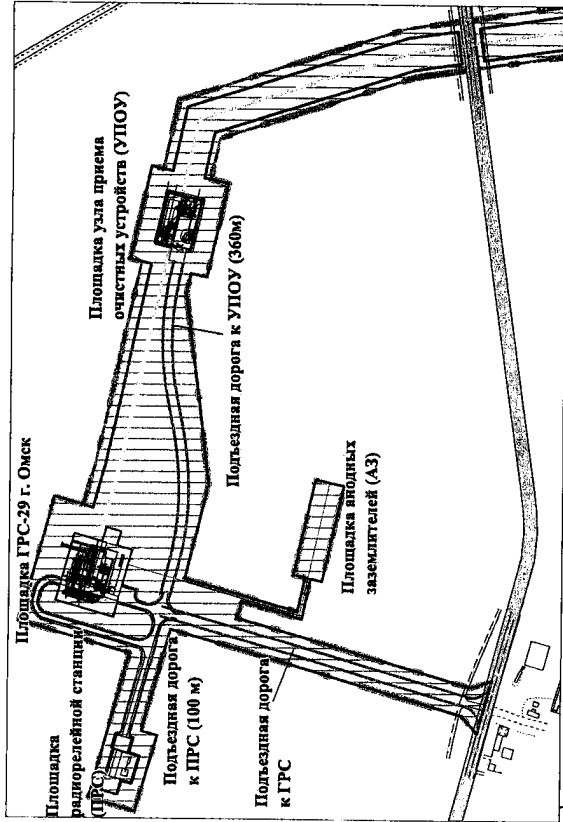 Площадка узла приема
очистных устройств (УПОУ)
Площадка ГРС-29 г. Омск
Подъездная дорога к УПОУ (360м)
Площадка
радиорелейной станции
(ПРС)
Подъездная дорога
к ПРС (100 м)
Площадка анодных
заземлителей (АЗ)
Подъездная дорога
к ГРС